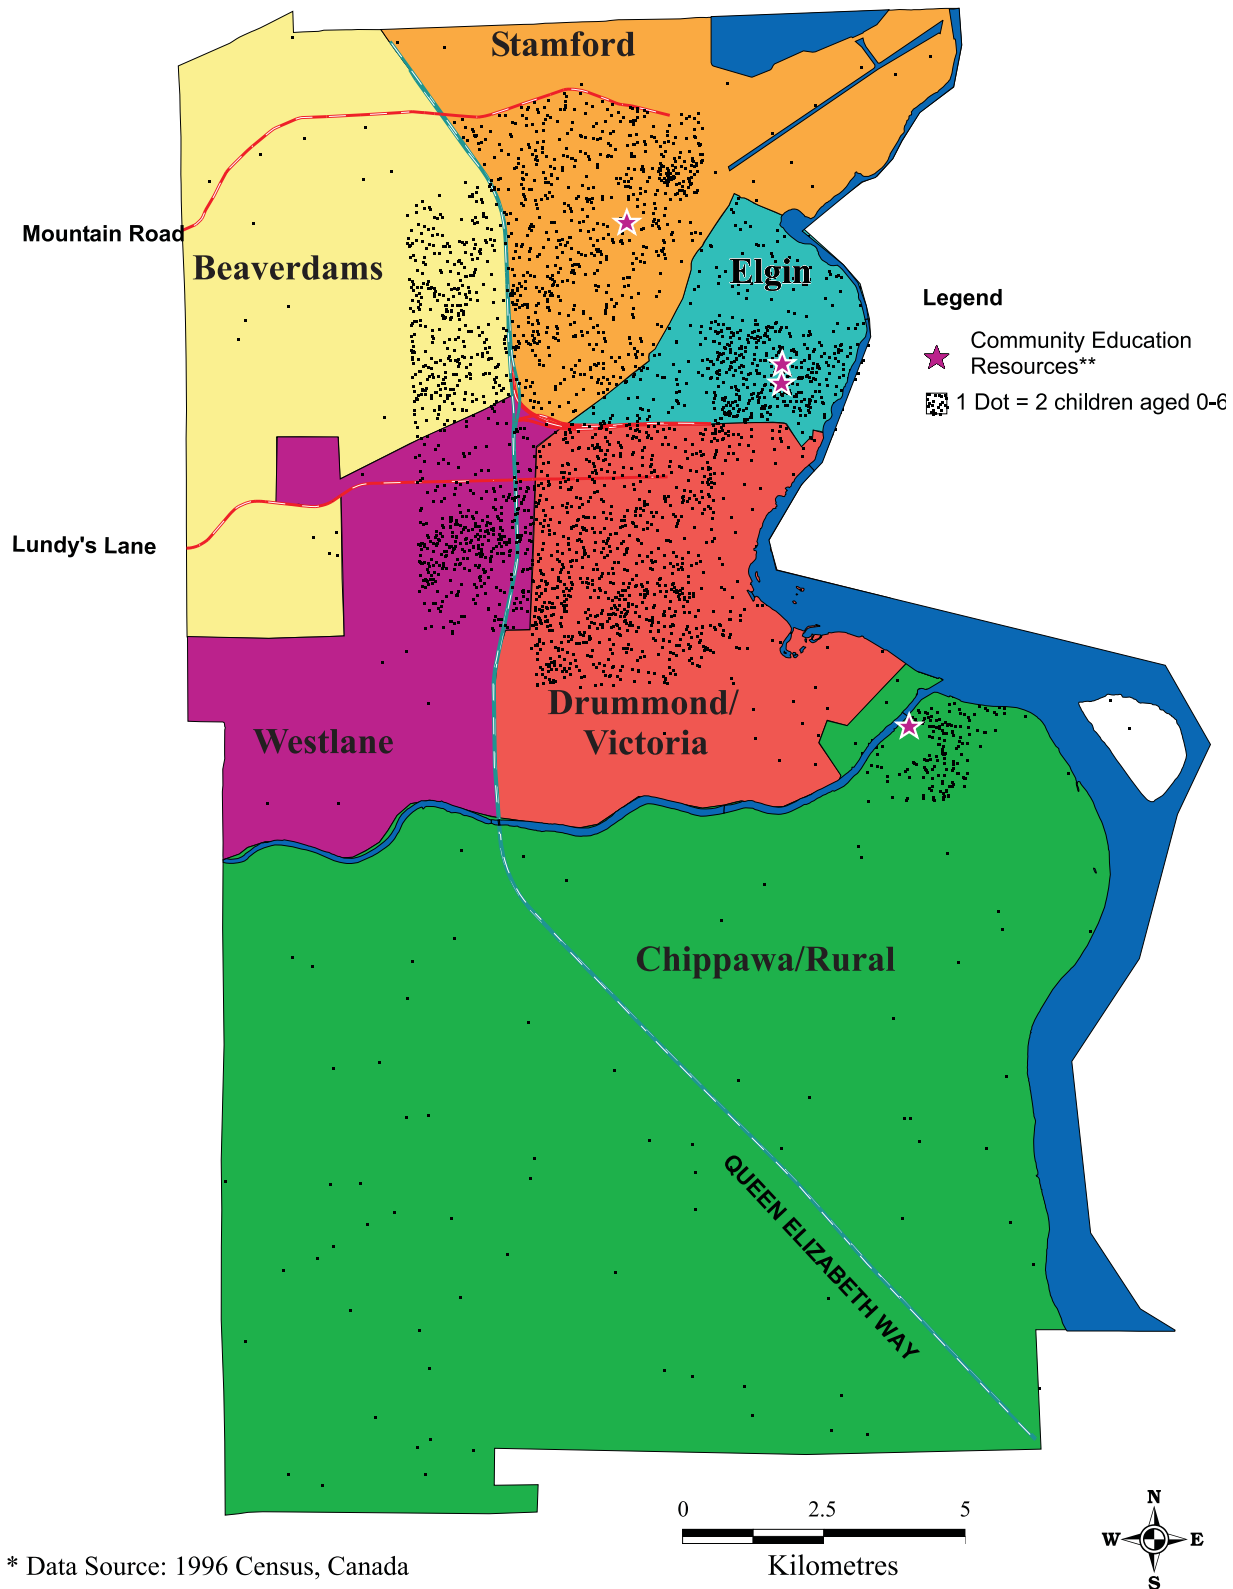 Stamford
Mountain Road
Beaverdams
Elgin
Legend
Community Education
Resources**
1 Dot = 2 children aged 0-6
Lundy's Lane
Drummond/
Victoria
Westlane
Chippawa/Rural
QUEEN ELIZABETH WAY
0 2.5 5
Kilometres
N
W E
S
* Data Source: 1996 Census, Canada